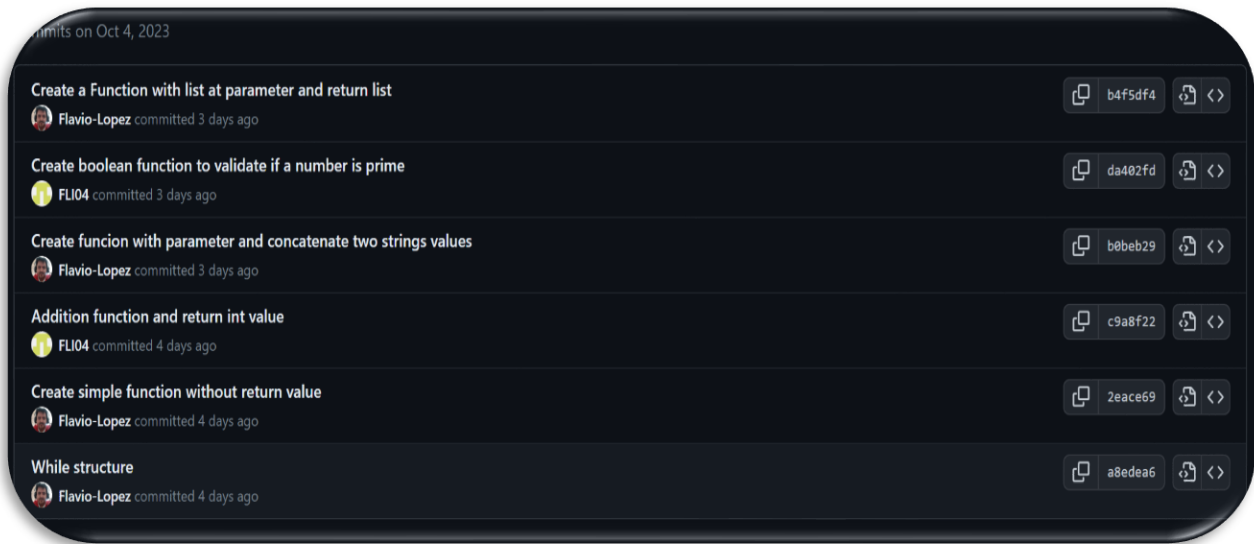 mmits on Oct 4, 2023
Create a Function with list at parameter and return list
b4f5df4
Flavio-Lopez committed 3 days ago
Create boolean function to validate if a number is prime
da402fd
FLI04 committed 3 days ago
Create funcion with parameter and concatenate two strings values
b0beb29
Flavio-Lopez committed 3 days ago
Addition function and return int value
c9a8f22
FLI04 committed 4 days ago
Create simple function without return value
2eace69
Flavio-Lopez committed 4 days ago
While structure
a8edea6
Flavio-Lopez committed 4 days ago